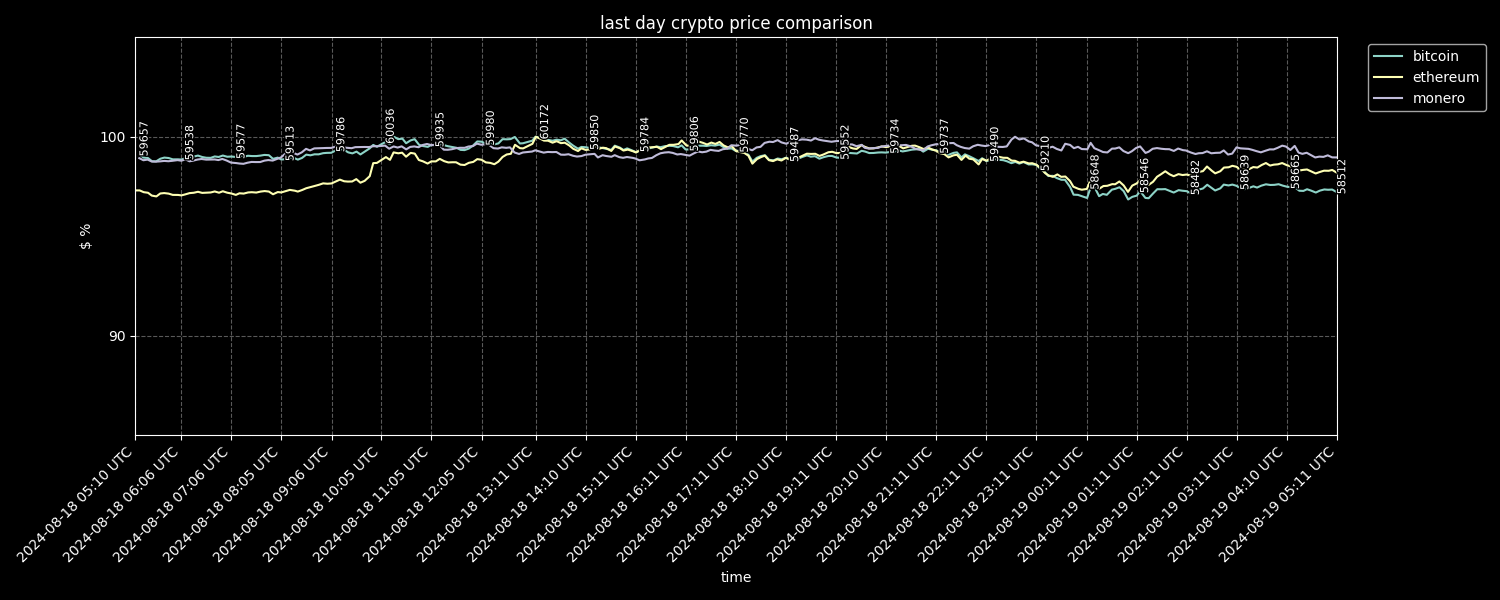 last day crypto price comparison
bitcoin
ethereum
monero
100
90
$ %
59657
59538
59577
59513
59786
60036
59935
59980
60172
59850
59784
59806
59770
59487
59552
59734
59737
59490
59210
58648
58546
58482
58639
58665
58512
2024-08-18 05:10 UTC
2024-08-18 06:06 UTC
2024-08-18 07:06 UTC
2024-08-18 08:05 UTC
2024-08-18 09:06 UTC
2024-08-18 10:05 UTC
2024-08-18 11:05 UTC
2024-08-18 12:05 UTC
2024-08-18 13:11 UTC
2024-08-18 14:10 UTC
2024-08-18 15:11 UTC
2024-08-18 16:11 UTC
2024-08-18 17:11 UTC
2024-08-18 18:10 UTC
2024-08-18 19:11 UTC
2024-08-18 20:10 UTC
2024-08-18 21:11 UTC
2024-08-18 22:11 UTC
2024-08-18 23:11 UTC
2024-08-19 00:11 UTC
2024-08-19 01:11 UTC
2024-08-19 02:11 UTC
2024-08-19 03:11 UTC
2024-08-19 04:10 UTC
2024-08-19 05:11 UTC
time